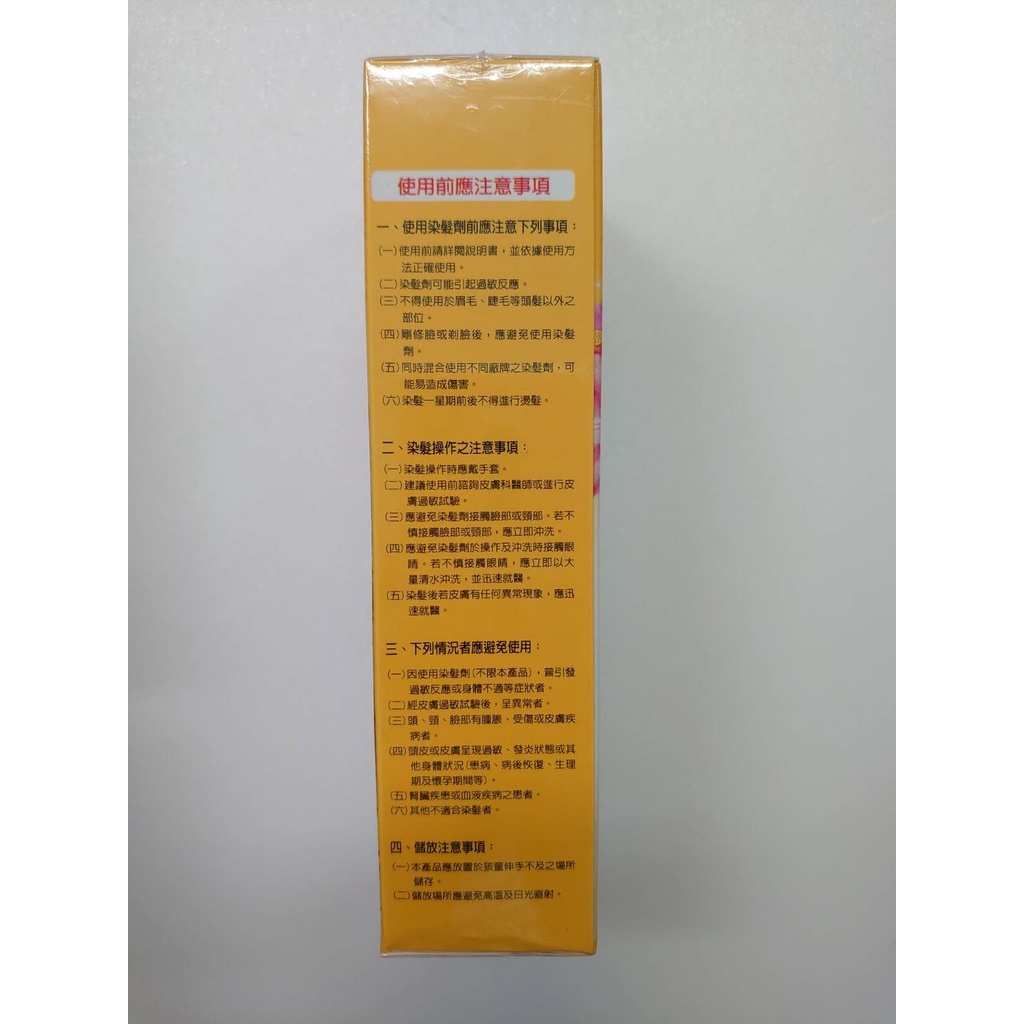 使用前應注意事項
一、使用染髮劑前應注意下列事項：
(一)使用前請詳閱說明書，並依據使用方
法正確使用。
(二)染髮劑可能引起過敏反應。
(三)不得使用於眉毛、睫毛等頭髮以外之
部位。
(四)剛修臉或剃臉後，應避免使用染髮
劑。
(五)同時混合使用不同廠牌之染髮劑，可
能易造成傷害。
(六)染髮一星期前後不得進行燙髮。
二、染髮操作之注意事項：
(一)染髮操作時應戴手套。
(二)建議使用前諮詢皮膚科醫師或進行皮
膚過敏試驗。
(三)應避免染髮劑接觸臉部或頸部。若不
慎接觸臉部或頸部，應立即沖洗。
(四)應避免染髮劑於操作及沖洗時接觸眼
睛。若不慎接觸眼睛，應立即以大
量清水沖洗，並迅速就醫。
(五)染髮後若皮膚有任何異常現象，應迅
速就醫。
三、下列情況者應避免使用：
(一)因使用染髮劑(不限本產品)，曾引發
過敏反應或身體不適等症狀者。
(二)經皮膚過敏試驗後，呈異常者。
(三)頭、頸、臉部有腫脹、受傷或皮膚疾
病者。
(四)頭皮或皮膚呈現過敏、發炎狀態或其
他身體狀況(患病、病後恢復、生理
期及懷孕期間等)。
(五)腎臟疾患或血液疾病之患者。
(六)其他不適合染髮者。
四、儲放注意事項：
(一)本產品應放置於孩童伸手不及之場所
儲存。
(二)儲放場所應避免高溫及日光直射。